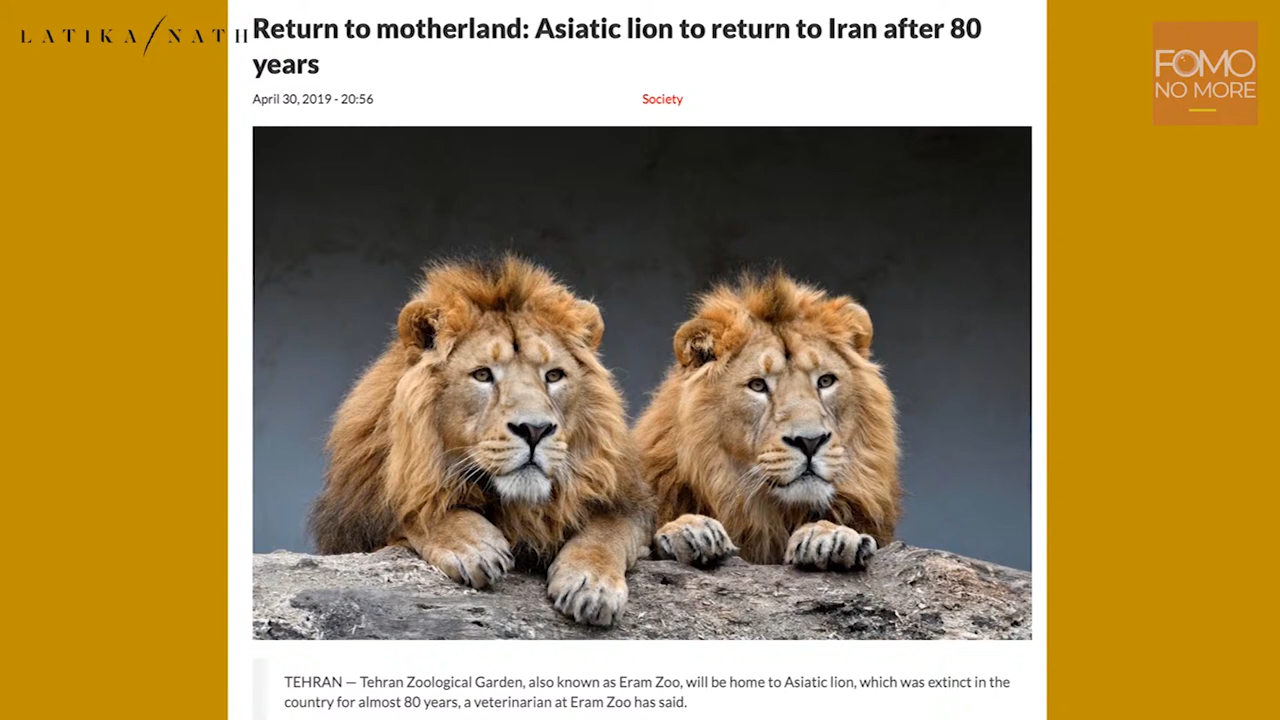 LATIKA/NATH
Return to motherland: Asiatic lion to return to Iran after 80
years
April 30, 2019 - 20:56
Society
FOMO
NO MORE
TEHRAN — Tehran Zoological Garden, also known as Eram Zoo, will be home to Asiatic lion, which was extinct in the
country for almost 80 years, a veterinarian at Eram Zoo has said.